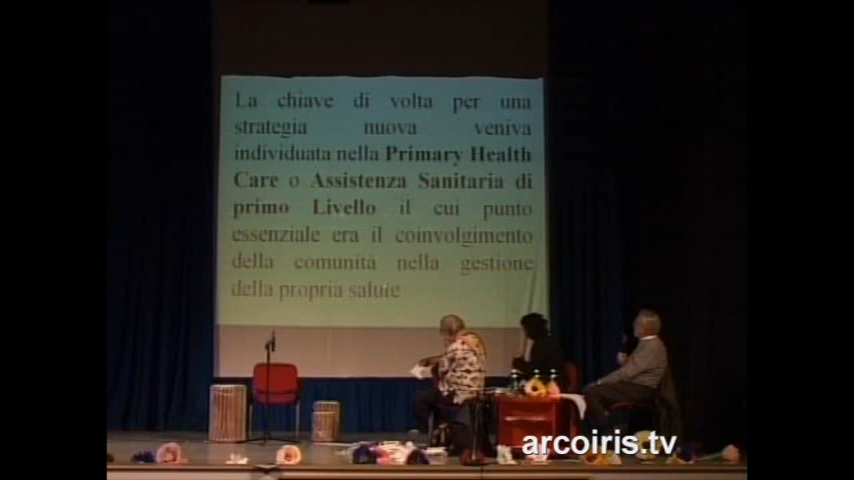 La chiave di volta per una
strategia nuova veniva
individuata nella Primary Health
Care o Assistenza Sanitaria di
primo Livello il cui punto
essenziale era il coinvolgimento
della comunità nella gestione
della propria salute
arcoiris.tv